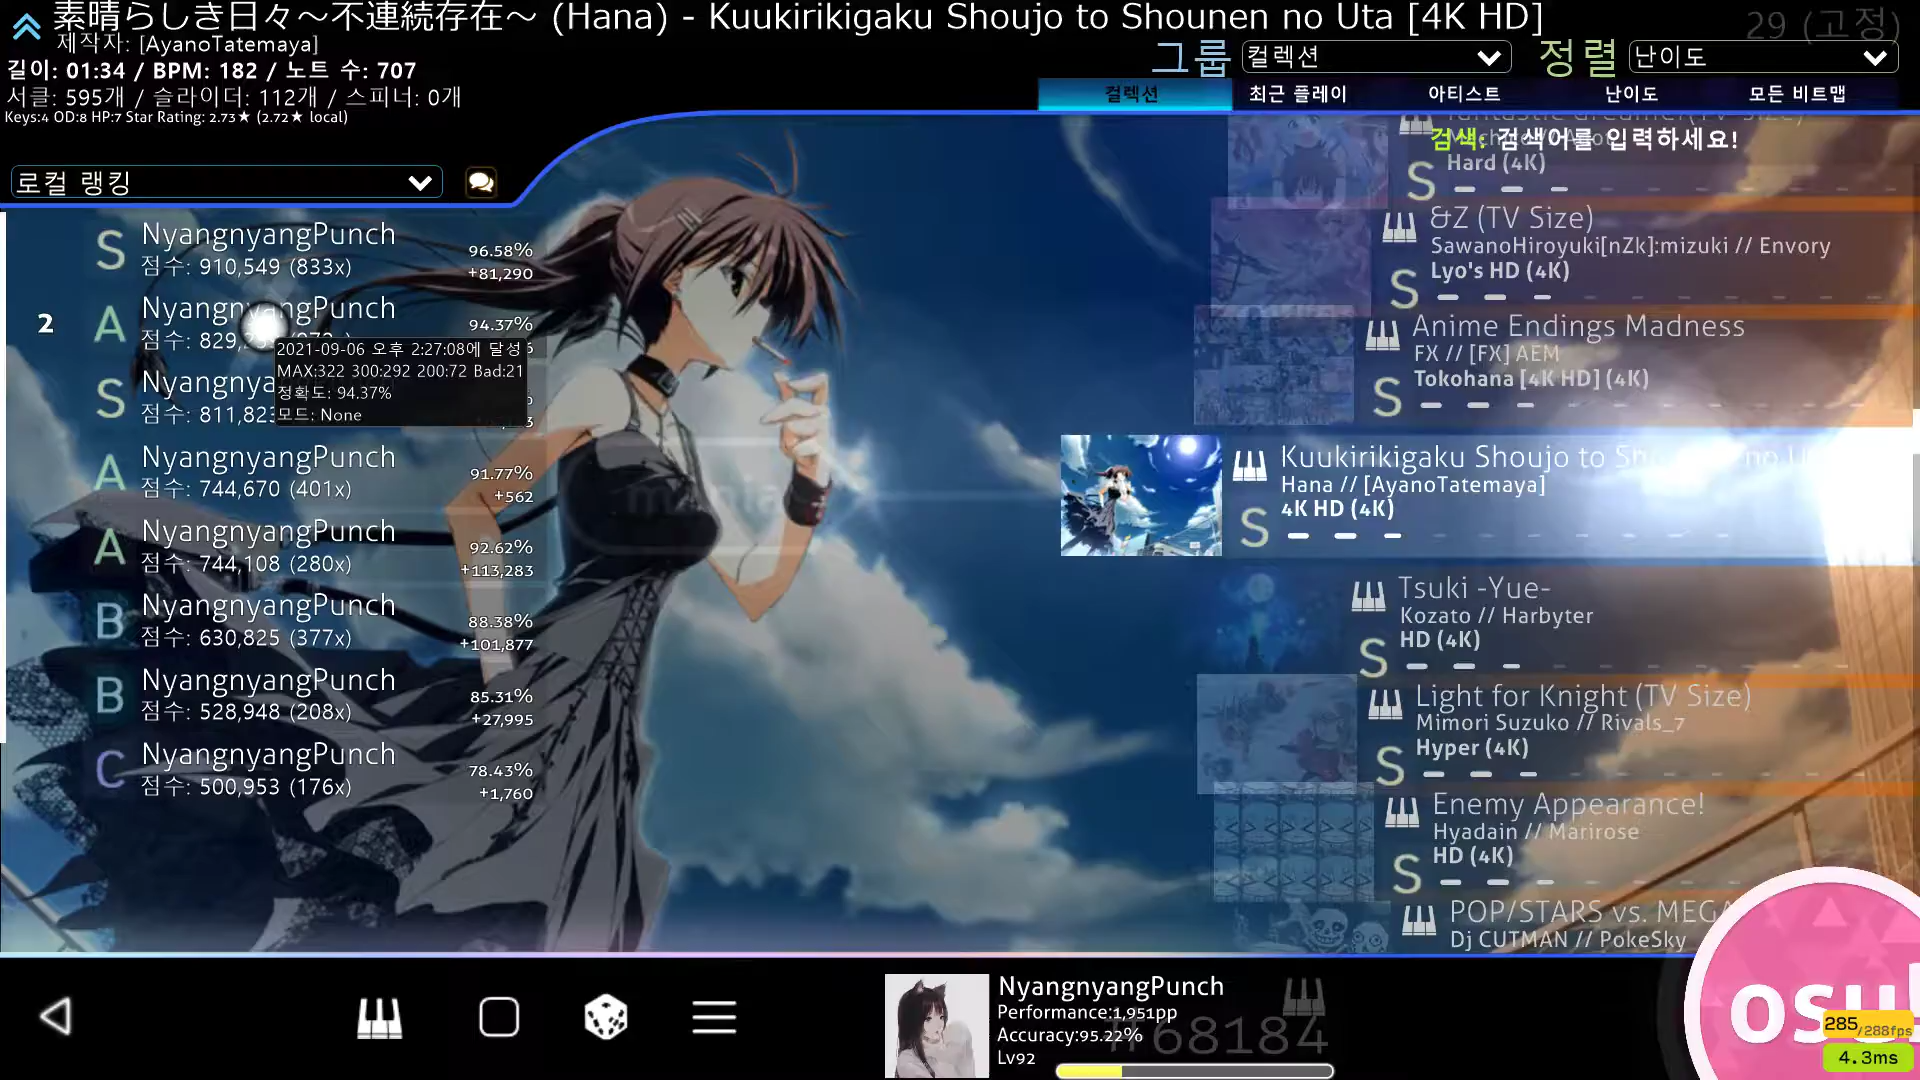 素晴らしき日々～不連続存在～ (Hana) - Kuukirikigaku Shoujo to Shounen no Uta [4K HD]
제작자: [AyanoTatemaya]
길이: 01:34 / BPM: 182 / 노트 수: 707
서클: 595개 / 슬라이더: 112개 / 스피너: 0개
Keys:4 OD:8 HP:7 Star Rating: 2.73★ (2.72★ local)
29 (고정)
그룹 컬렉션
정렬 난이도
컬렉션 최근 플레이 아티스트 난이도 모든 비트맵
검색: 검색어를 입력하세요!
로컬 랭킹
S NyangnyangPunch 96.58%
점수: 910,549 (833x) +81,290
2 A NyangnyangPunch 94.37%
점수:
2021-09-06 오후 2:27:08에 달성
MAX:322 300:292 200:72 Bad:21
정확도: 94.37%
모드: None
S
점수: 811,823
A NyangnyangPunch 91.77%
점수: 744,670 (401x) +562
A NyangnyangPunch 92.62%
점수: 744,108 (280x) +113,283
B NyangnyangPunch 88.38%
점수: 630,825 (377x) +101,877
B NyangnyangPunch 85.31%
점수: 528,948 (208x) +27,995
C NyangnyangPunch 78.43%
점수: 500,953 (176x) +1,760
mania
Hard (4K)
S
&Z (TV Size)
SawanoHiroyuki[nZk]:mizuki // Envory
Lyo's HD (4K)
S
Anime Endings Madness
FX // [FX] AEM
Tokohana [4K HD] (4K)
S
Kuukirikigaku Shoujo to
Hana // [AyanoTatemaya]
4K HD (4K)
S
Tsuki -Yue-
Kozato // Harbyter
HD (4K)
S
Light for Knight (TV Size)
Mimori Suzuko // Rivals_7
Hyper (4K)
S
Enemy Appearance!
Hyadain // Marirose
HD (4K)
S
POP/STARS vs.
Dj CUTMAN // PokeSky
NyangnyangPunch
Performance:1,951pp
Accuracy:95.22%
Lv92
#68184
osu!
285/288fps
4.3ms